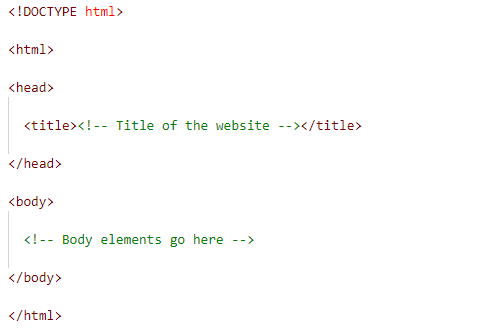 <!DOCTYPE html>
<html>
<head>
<title><!-- Title of the website --></title>
</head>
<body>
<!-- Body elements go here -->
</body>
</html>